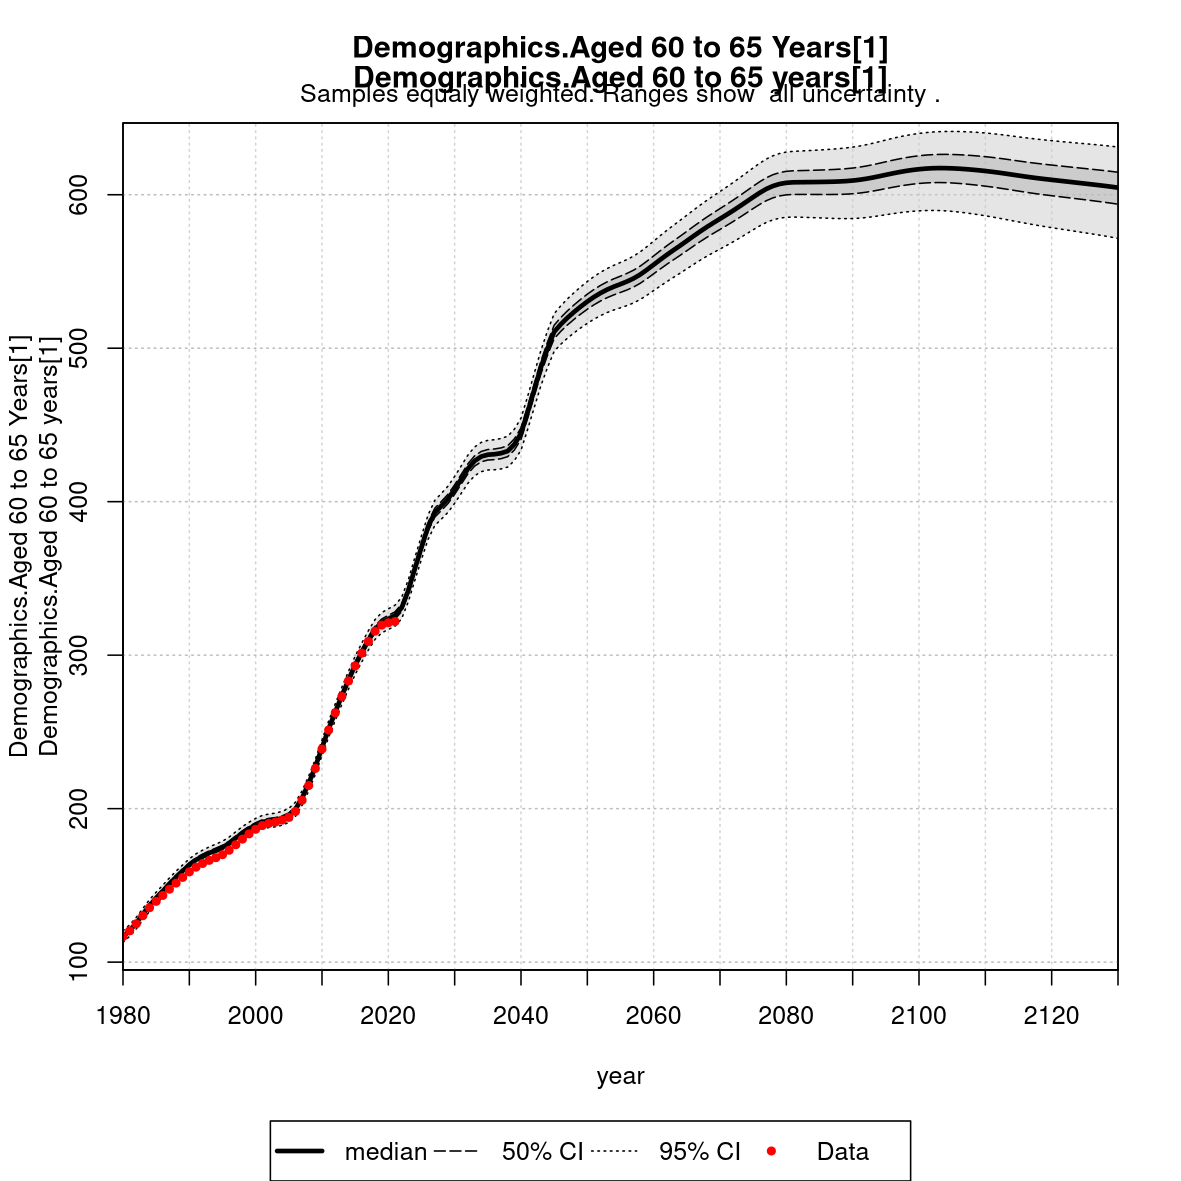 Demographics.Aged 60 to 65 Years[1]
Demographics.Aged 60 to 65 years[1]
Samples equaly weighted. Ranges show  all uncertainty .
Demographics.Aged 60 to 65 Years[1]
Demographics.Aged 60 to 65 years[1]
600
500
400
300
200
100
1980 2000 2020 2040 2060 2080 2100 2120
year
median 50% CI 95% CI Data